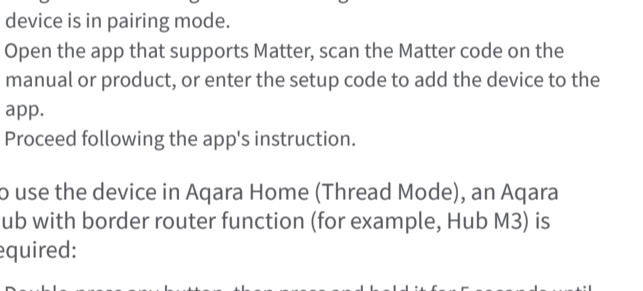 device is in pairing mode.
Open the app that supports Matter, scan the Matter code on the
manual or product, or enter the setup code to add the device to the
app.
Proceed following the app's instruction.
o use the device in Aqara Home (Thread Mode), an Aqara
ub with border router function (for example, Hub M3) is
equired: